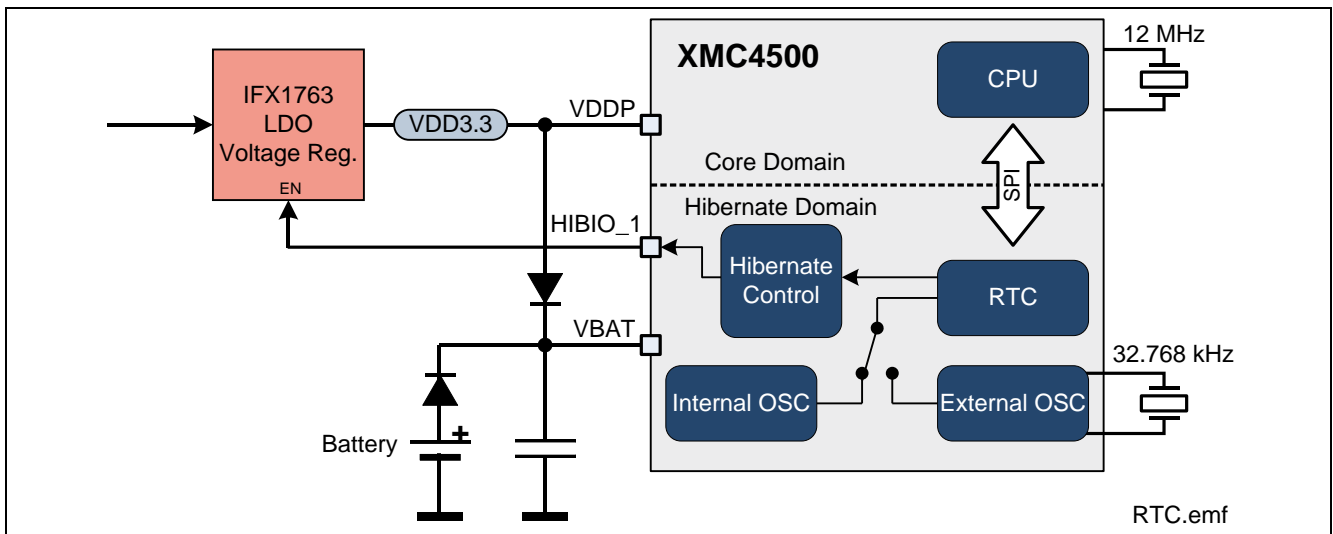 XMC4500
12 MHz
CPU
IFX1763
LDO
Voltage Reg.
EN
VDD3.3
VDDP
Core Domain
SPI
Hibernate Domain
HIBIO_1
Hibernate
Control
RTC
VBAT
32.768 kHz
Internal OSC
External OSC
Battery
+
RTC.emf